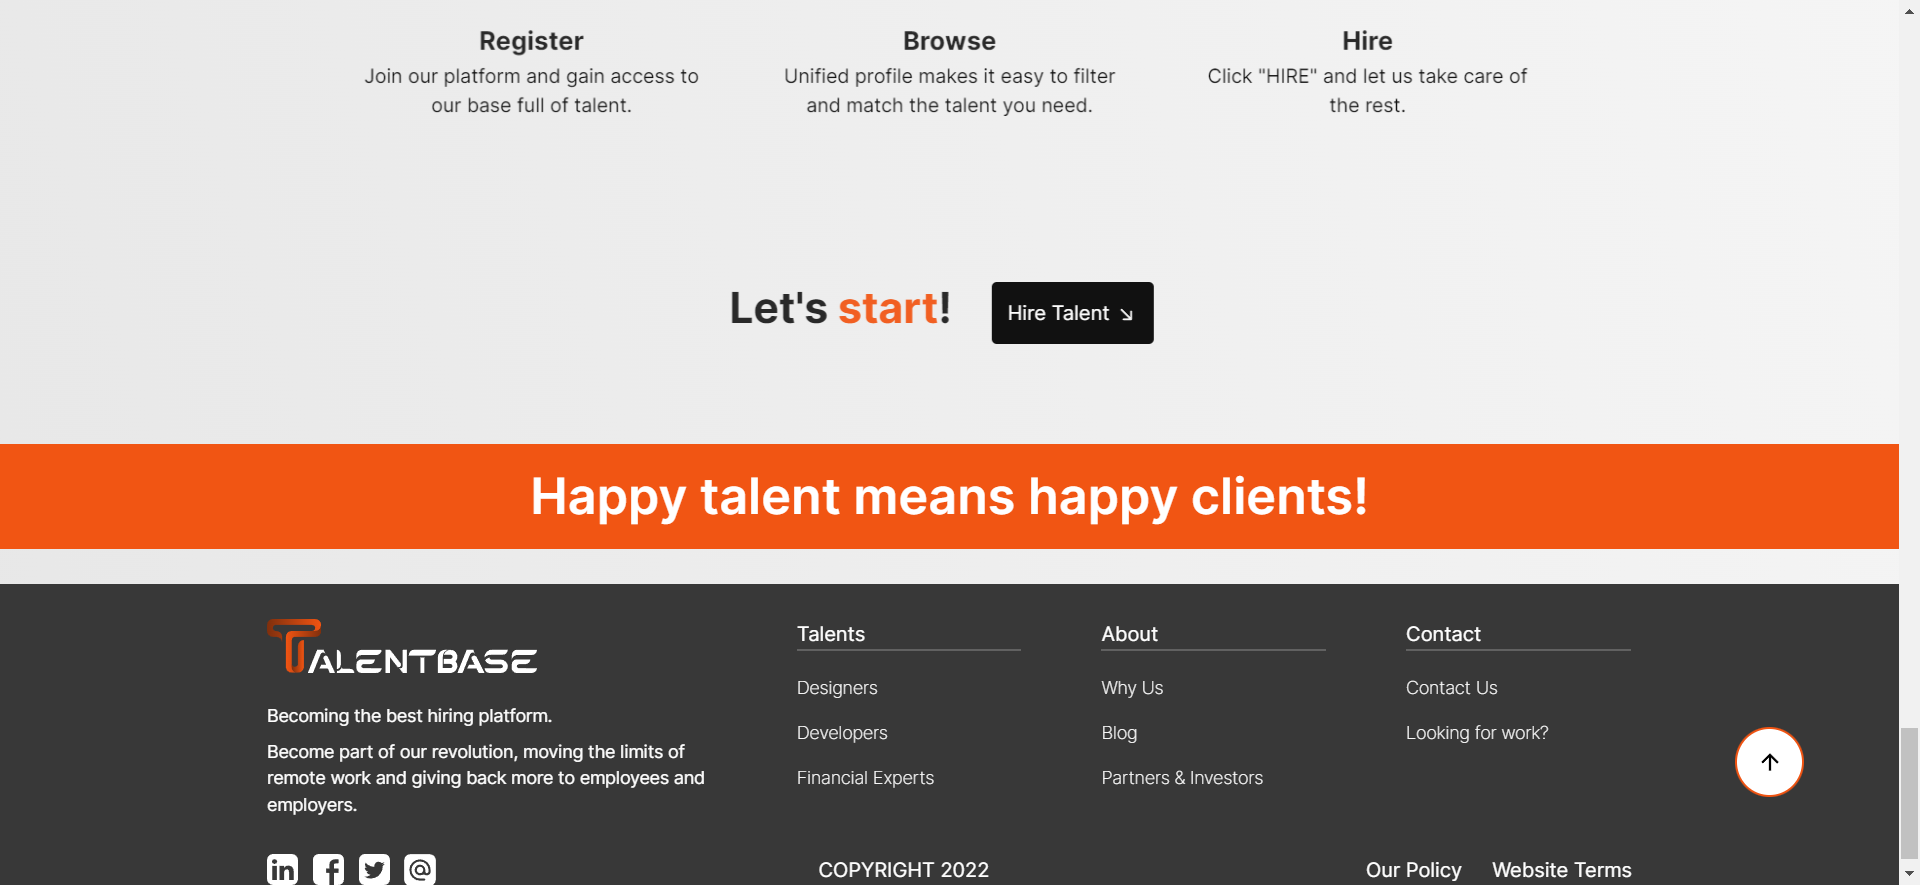 Register
Join our platform and gain access to
our base full of talent.
Browse
Unified profile makes it easy to filter
and match the talent you need.
Hire
Click "HIRE" and let us take care of
the rest.
Let's start!
Hire Talent
Happy talent means happy clients!
TALENTBASE
Becoming the best hiring platform.
Become part of our revolution, moving the limits of
remote work and giving back more to employees and
employers.
Talents
Designers
Developers
Financial Experts
About
Why Us
Blog
Partners & Investors
Contact
Contact Us
Looking for work?
COPYRIGHT 2022
Our Policy
Website Terms